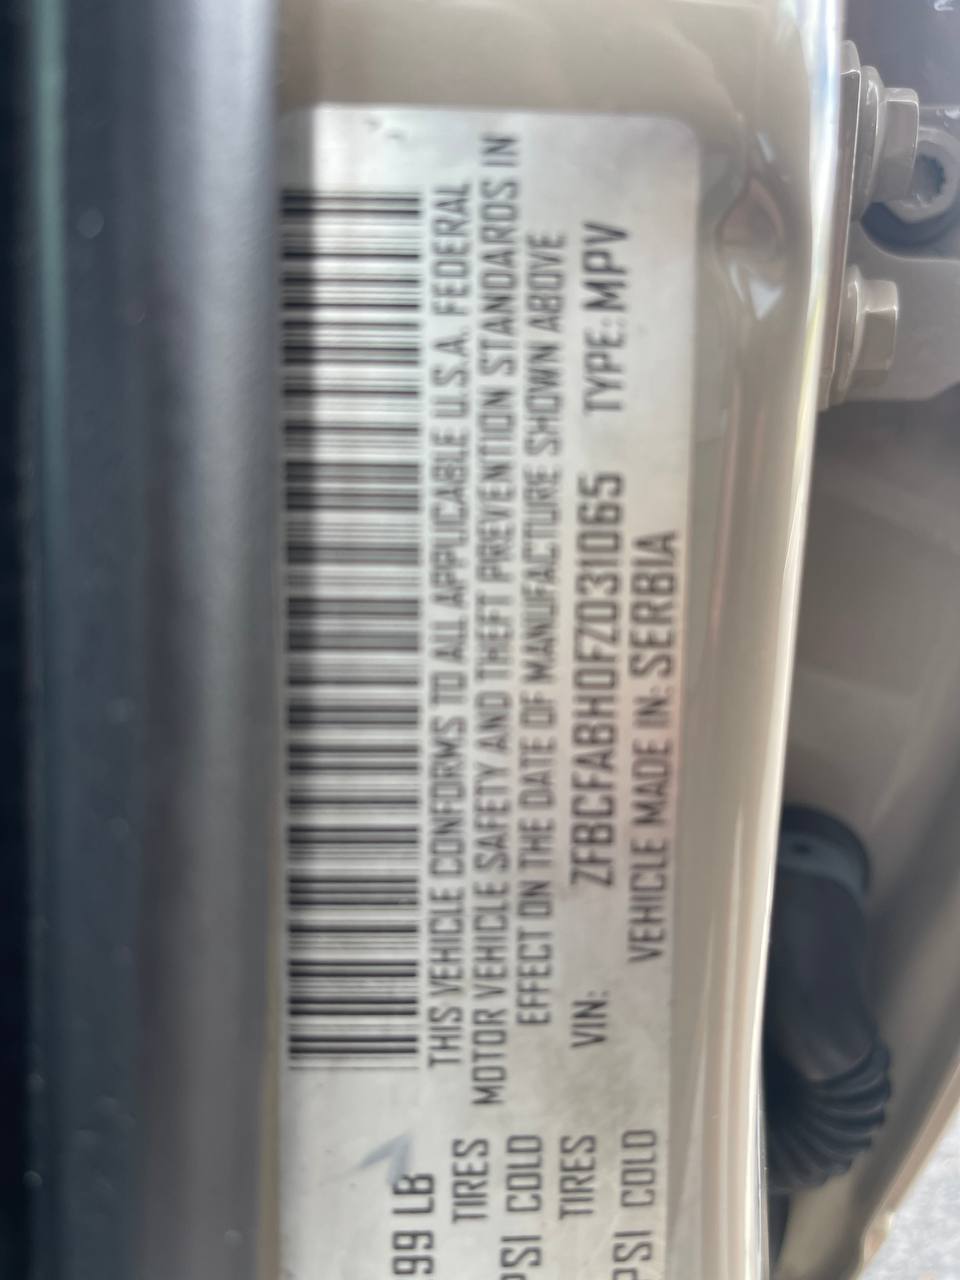 99 LB
TIRES
PSI COLD
TIRES
PSI COLD
THIS VEHICLE CONFORMS TO ALL APPLICABLE U.S.A. FEDERAL
MOTOR VEHICLE SAFETY AND THEFT PREVENTION STANDARDS IN
EFFECT ON THE DATE OF MANUFACTURE SHOWN ABOVE
VIN: ZFBCFABH0FZ031065 TYPE: MPV
VEHICLE MADE IN: SERBIA